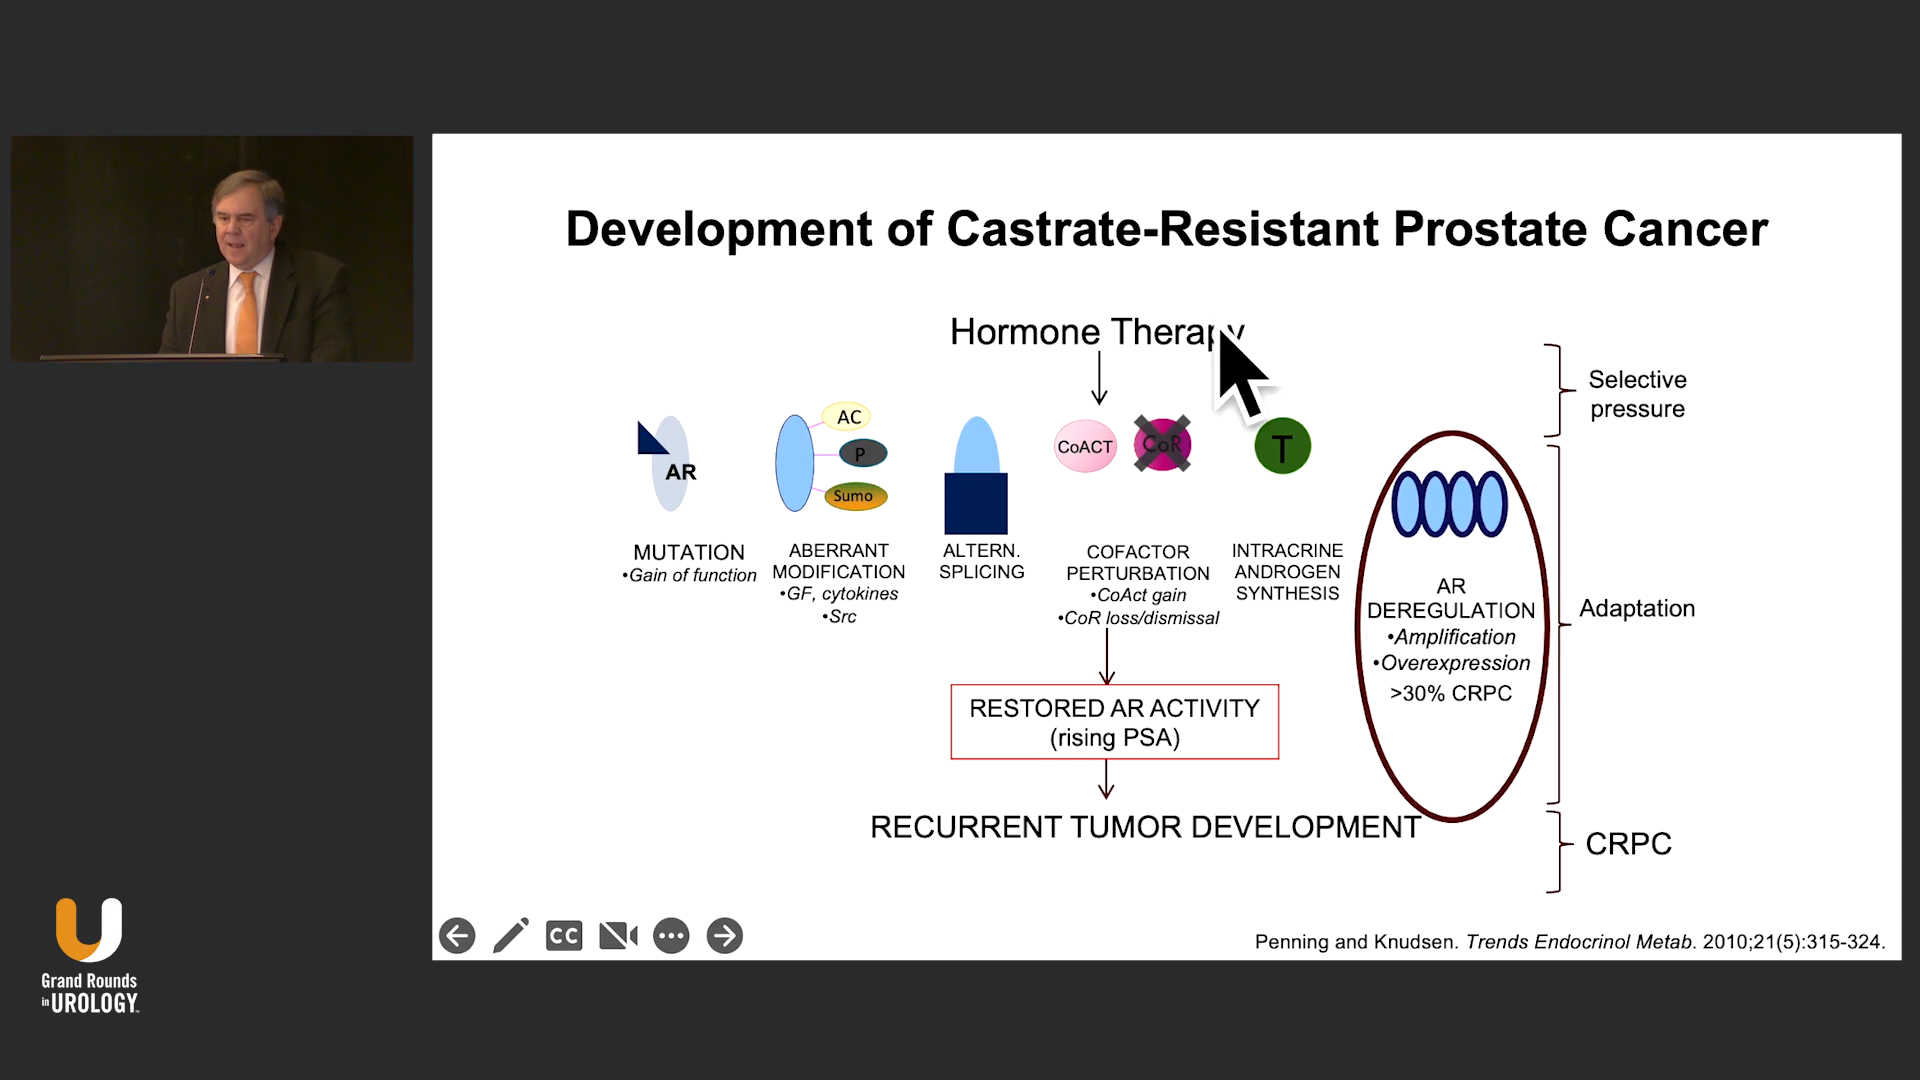 Development of Castrate-Resistant Prostate Cancer
Hormone Therapy
Selective
pressure
AR
AC
P
Sumo
CoACT
CoR
T
MUTATION
•Gain of function
ABERRANT
MODIFICATION
•GF, cytokines
•Src
ALTERN.
SPLICING
COFACTOR
PERTURBATION
•CoAct gain
•CoR loss/dismissal
INTRACRINE
ANDROGEN
SYNTHESIS
AR
DEREGULATION
•Amplification
•Overexpression
>30% CRPC
Adaptation
RESTORED AR ACTIVITY
(rising PSA)
RECURRENT TUMOR DEVELOPMENT
CRPC
CC
Penning and Knudsen. Trends Endocrinol Metab. 2010;21(5):315-324.
Grand Rounds
in UROLOGY